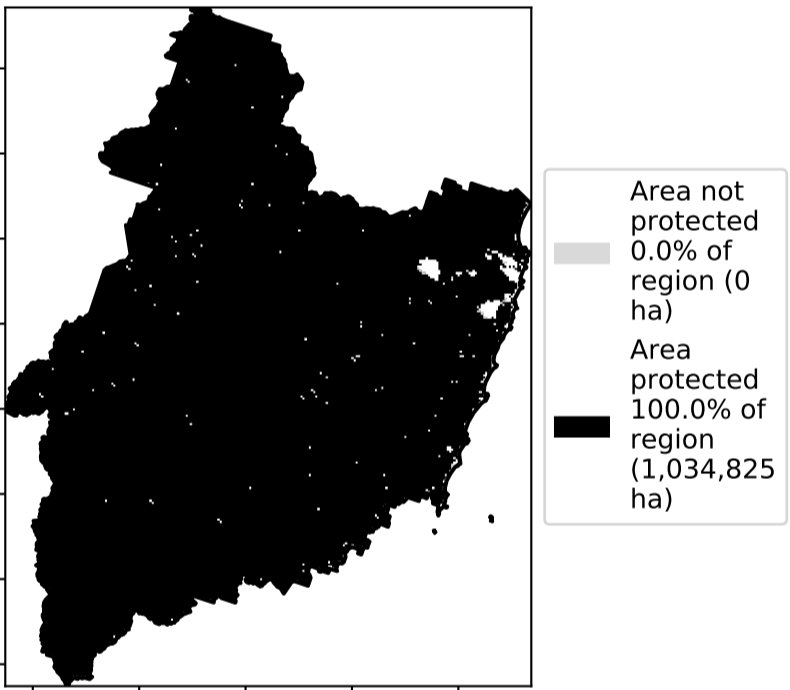 Area not
protected
0.0% of
region (0
ha)
Area
protected
100.0% of
region
(1,034,825
ha)